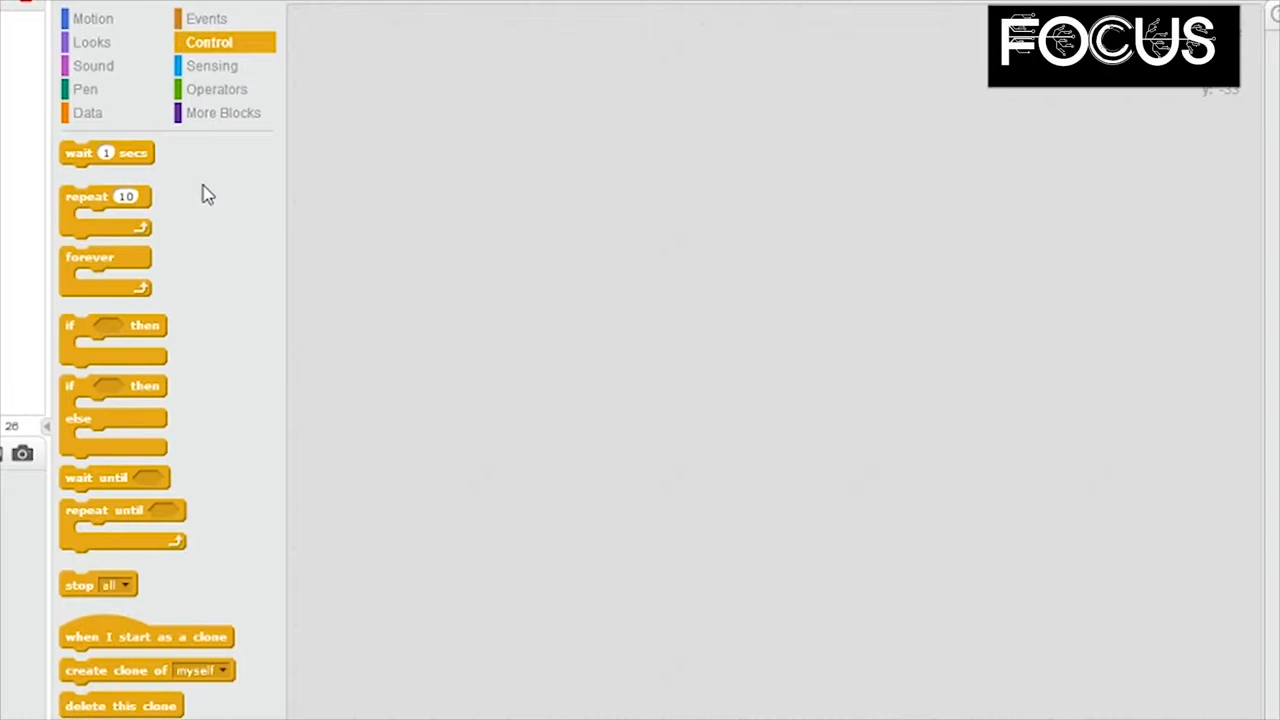 Motion
Events
Looks
Control
Sound
Sensing
Pen
Operators
Data
More Blocks
wait 1 secs
repeat 10
forever
if then
if then
else
wait until
repeat until
stop all
when I start as a clone
create clone of myself
delete this clone
26
FOCUS
y: -33